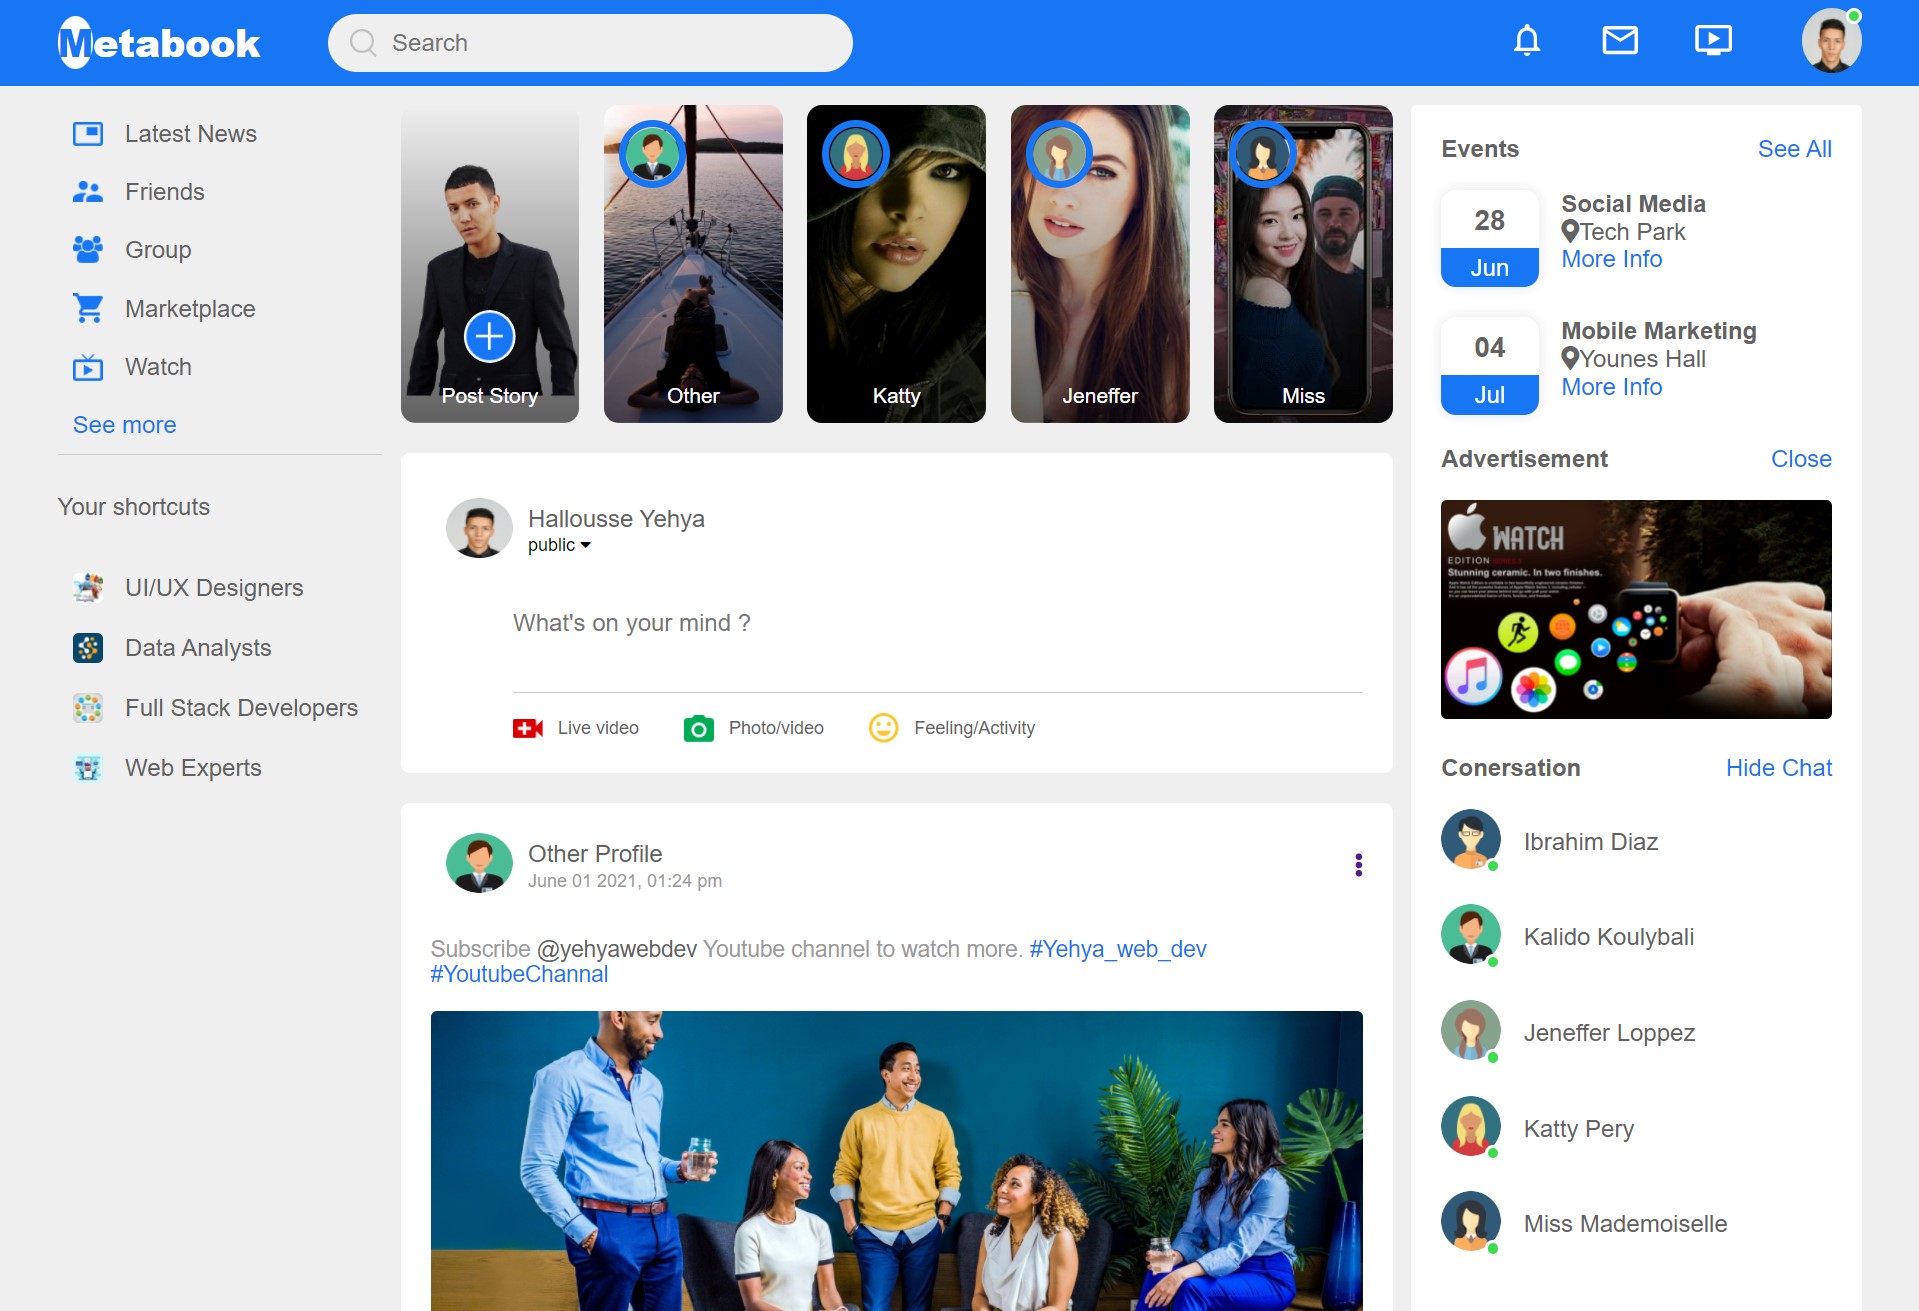 Metabook
Search
Latest News
Friends
Group
Marketplace
Watch
See more
Your shortcuts
UI/UX Designers
Data Analysts
Full Stack Developers
Web Experts
Post Story
Other
Katty
Jeneffer
Miss
Hallousse Yehya
public
What's on your mind ?
Live video
Photo/video
Feeling/Activity
Other Profile
June 01 2021, 01:24 pm
Subscribe @yehyawebdev Youtube channel to watch more. #Yehya_web_dev
#YoutubeChannal
Events
See All
28
Jun
Social Media
Tech Park
More Info
04
Jul
Mobile Marketing
Younes Hall
More Info
Advertisement
Close
WATCH
EDITION
Stunning ceramic. In two finishes.
Conersation
Hide Chat
Ibrahim Diaz
Kalido Koulybali
Jeneffer Loppez
Katty Pery
Miss Mademoiselle